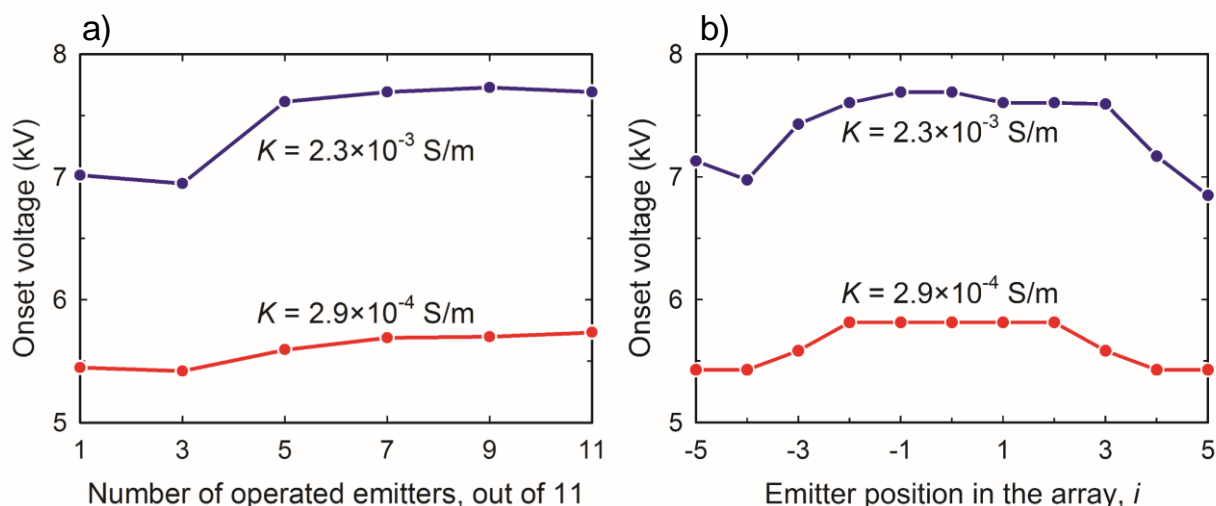 a)
8
7
6
5
Onset voltage (kV)
K = 2.3×10⁻³ S/m
K = 2.9×10⁻⁴ S/m
1 3 5 7 9 11
Number of operated emitters, out of 11
b)
8
7
6
5
Onset voltage (kV)
K = 2.3×10⁻³ S/m
K = 2.9×10⁻⁴ S/m
-5 -3 -1 1 3 5
Emitter position in the array, i